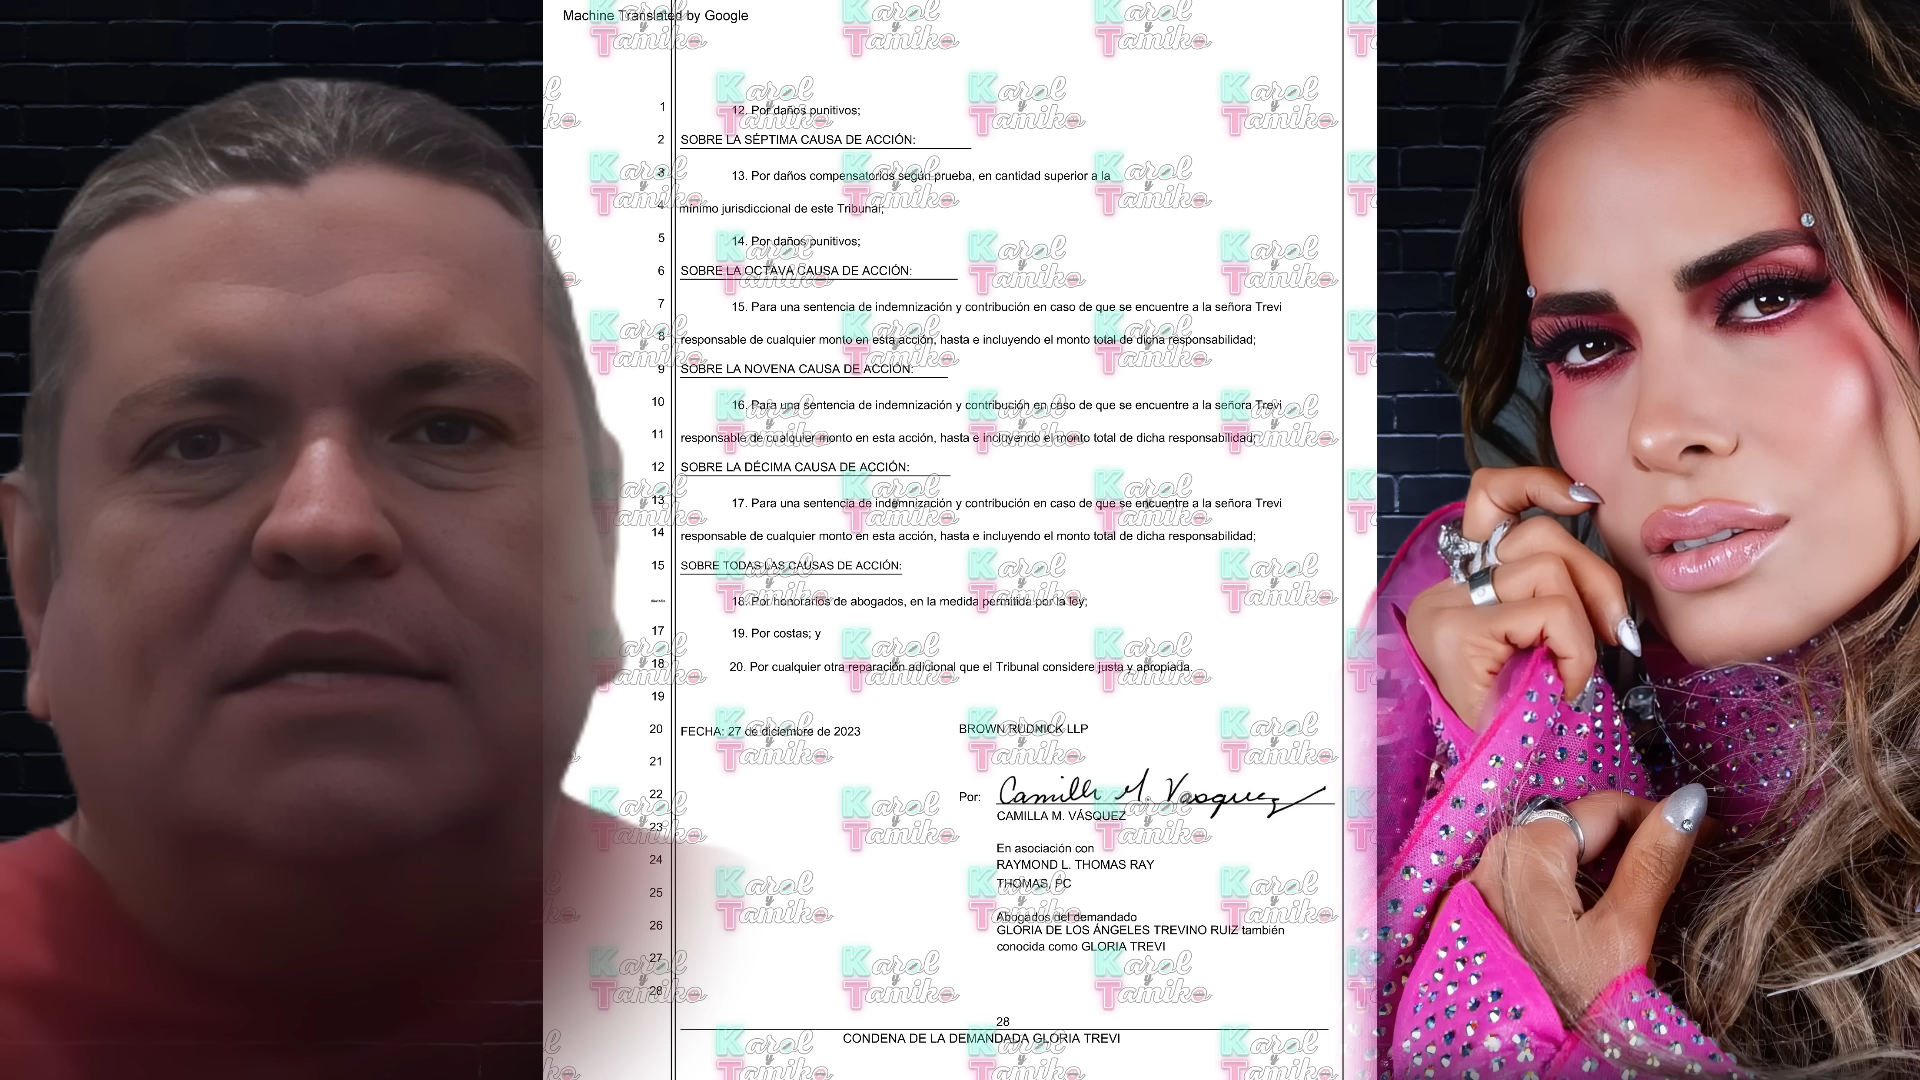 Machine Translated by Google
1 12. Por daños punitivos;
2 SOBRE LA SÉPTIMA CAUSA DE ACCIÓN:
3 13. Por daños compensatorios según prueba, en cantidad superior a la
4 mínimo jurisdiccional de este Tribunal;
5 14. Por daños punitivos;
6 SOBRE LA OCTAVA CAUSA DE ACCIÓN:
7 15. Para una sentencia de indemnización y contribución en caso de que se encuentre a la señora Trevi
8 responsable de cualquier monto en esta acción, hasta e incluyendo el monto total de dicha responsabilidad;
9 SOBRE LA NOVENA CAUSA DE ACCIÓN:
10 16. Para una sentencia de indemnización y contribución en caso de que se encuentre a la señora Trevi
11 responsable de cualquier monto en esta acción, hasta e incluyendo el monto total de dicha responsabilidad;
12 SOBRE LA DÉCIMA CAUSA DE ACCIÓN:
13 17. Para una sentencia de indemnización y contribución en caso de que se encuentre a la señora Trevi
14 responsable de cualquier monto en esta acción, hasta e incluyendo el monto total de dicha responsabilidad;
15 SOBRE TODAS LAS CAUSAS DE ACCIÓN:
18. Por honorarios de abogados, en la medida permitida por la ley;
17 19. Por costas; y
18 20. Por cualquier otra reparación adicional que el Tribunal considere justa y apropiada.
19
20 FECHA: 27 de diciembre de 2023 BROWN RUDNICK LLP
21
22 Por: Camille M. Vasquez
23 CAMILLA M. VÁSQUEZ
En asociación con
24 RAYMOND L. THOMAS RAY
25 THOMAS, PC
Abogados del demandado
26 GLORIA DE LOS ÁNGELES TREVINO RUIZ también
27 conocida como GLORIA TREVI
28
28
CONDENA DE LA DEMANDADA GLORIA TREVI
Karol y Tamiko